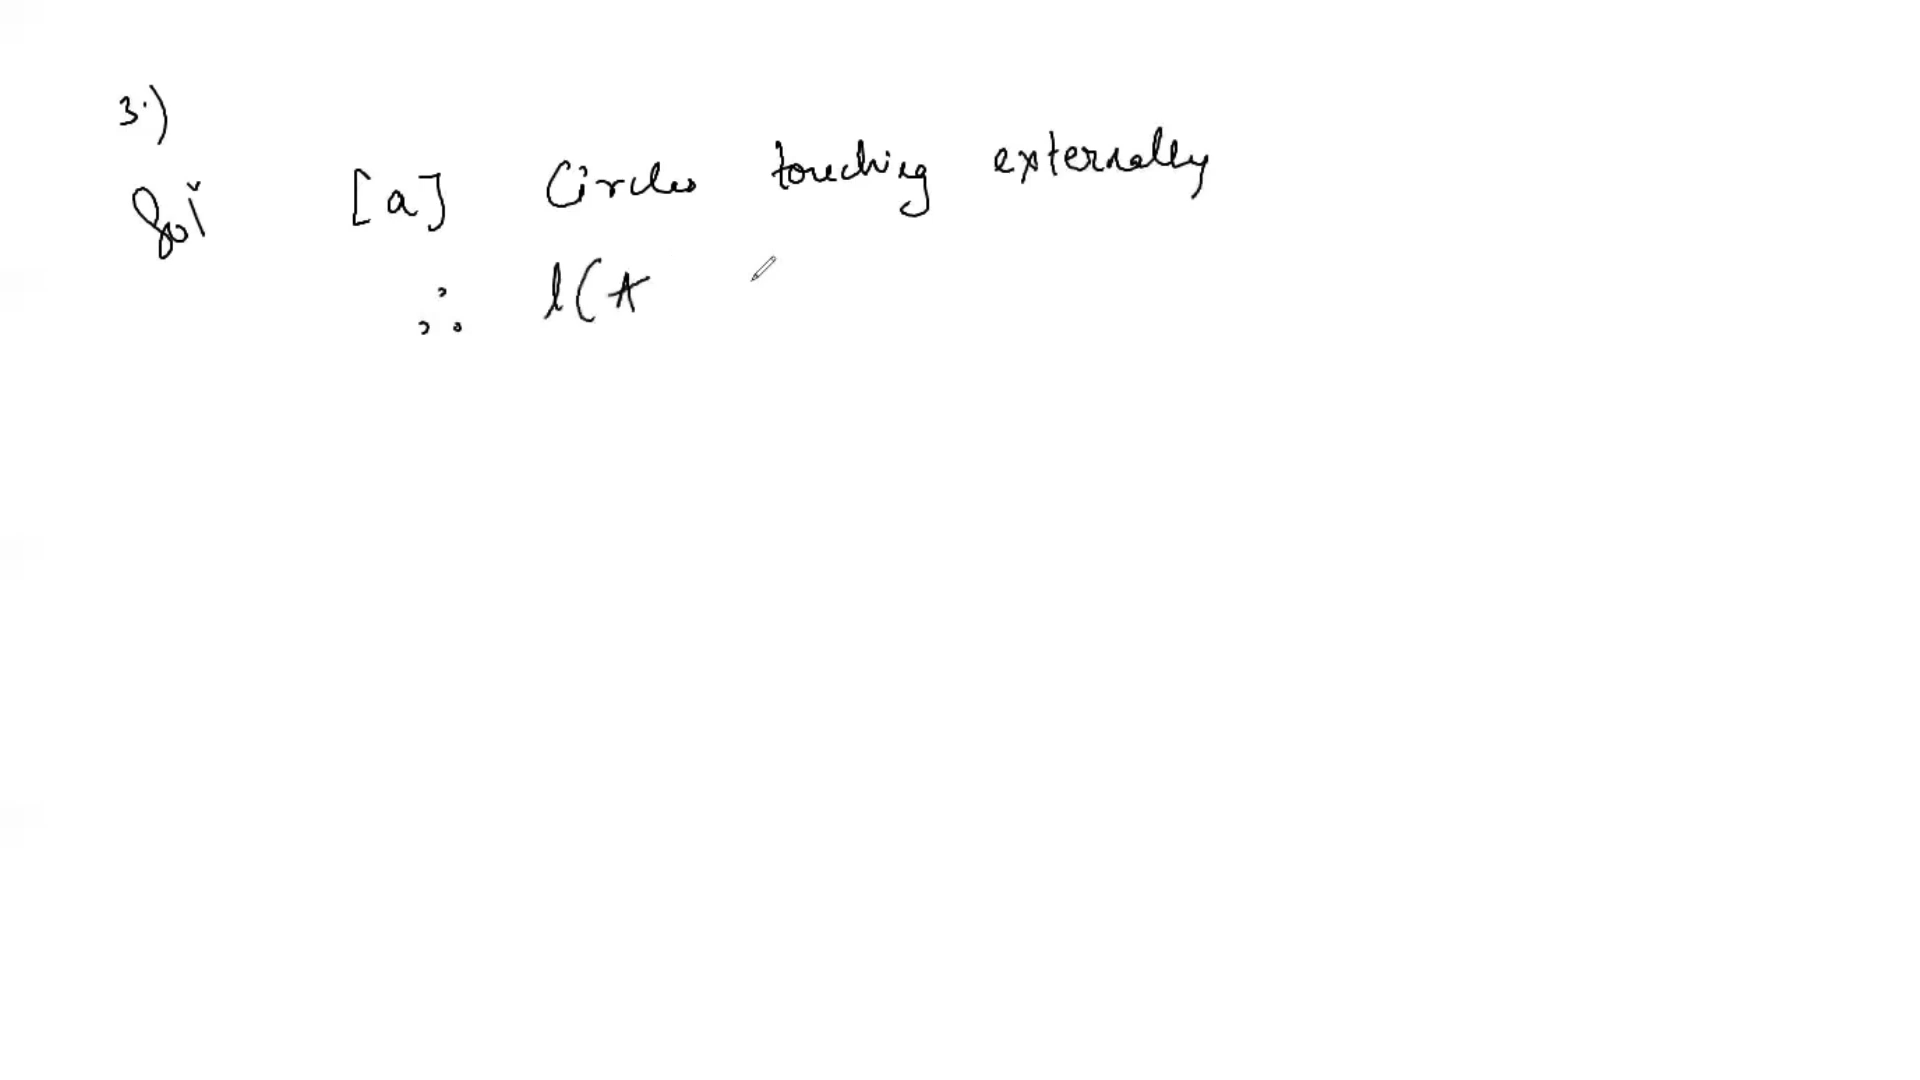 3.)
Sol
[a] Circles touching externally
∴ l(A